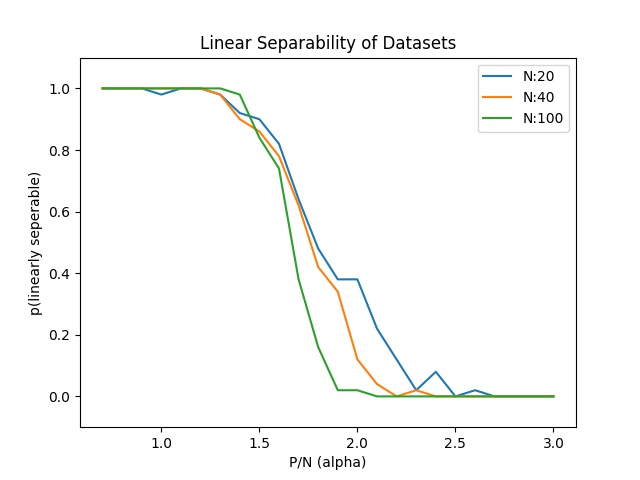 Linear Separability of Datasets
N:20
N:40
N:100
p(linearly seperable)
1.0
0.8
0.6
0.4
0.2
0.0
1.0 1.5 2.0 2.5 3.0
P/N (alpha)